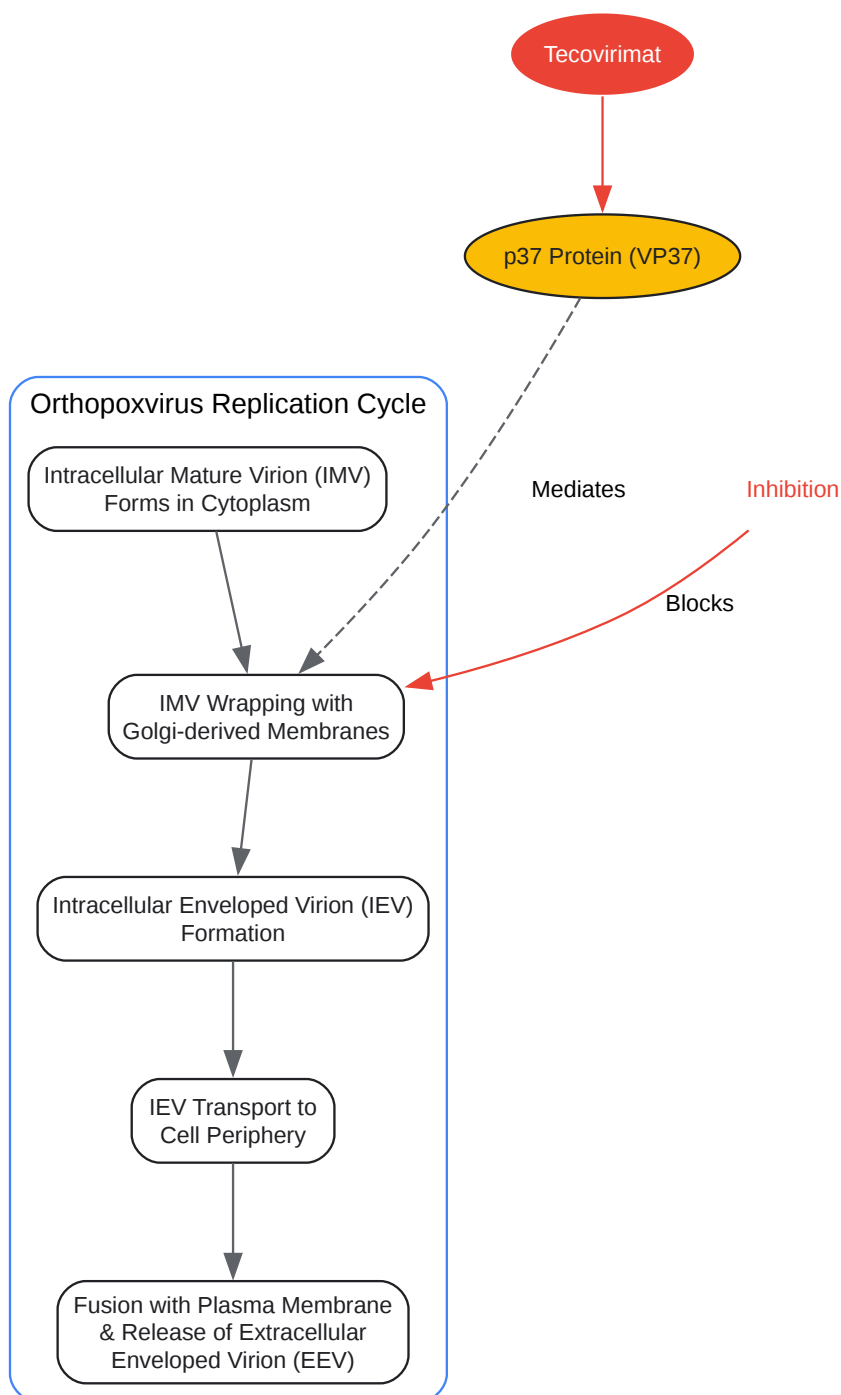 Tecovirimat
p37 Protein (VP37)
Orthopoxvirus Replication Cycle
Intracellular Mature Virion (IMV)
Forms in Cytoplasm
Mediates
Inhibition
Blocks
IMV Wrapping with
Golgi-derived Membranes
Intracellular Enveloped Virion (IEV)
Formation
IEV Transport to
Cell Periphery
Fusion with Plasma Membrane
& Release of Extracellular
Enveloped Virion (EEV)